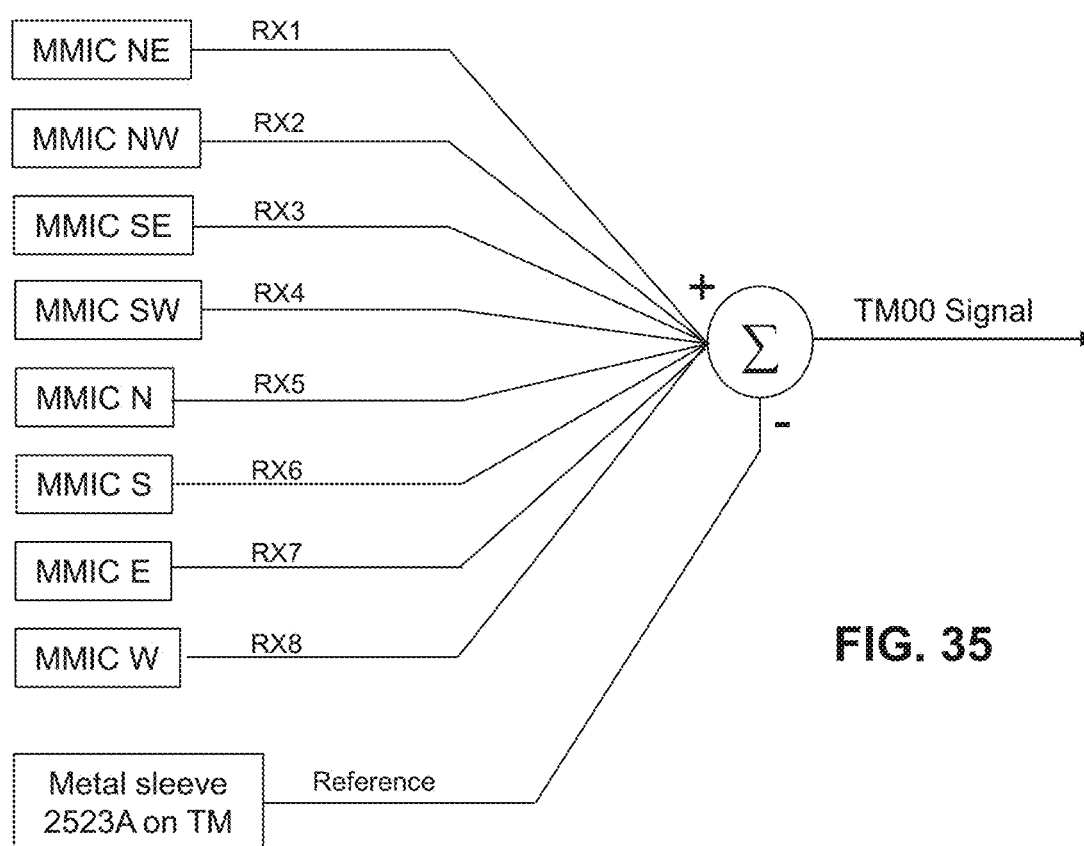 MMIC NE
RX1
MMIC NW
RX2
MMIC SE
RX3
MMIC SW
RX4
+
Σ
TM00 Signal
MMIC N
RX5
-
MMIC S
RX6
MMIC E
RX7
MMIC W
RX8
FIG. 35
Metal sleeve
2523A on TM
Reference